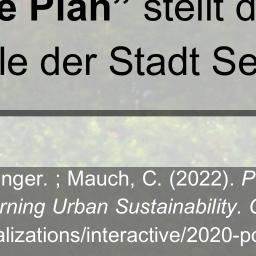 e Plan” stellt d
le der Stadt Se
nger. ; Mauch, C. (2022). P
rning Urban Sustainability. C
alizations/interactive/2020-po